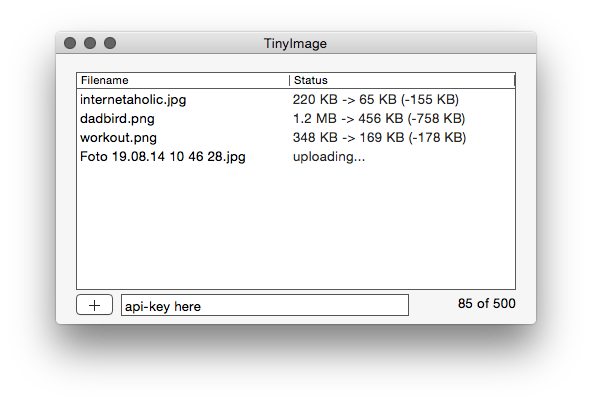 TinyImage
Filename Status
internetaholic.jpg 220 KB -> 65 KB (-155 KB)
dadbird.png 1.2 MB -> 456 KB (-758 KB)
workout.png 348 KB -> 169 KB (-178 KB)
Foto 19.08.14 10 46 28.jpg uploading...
+ api-key here 85 of 500